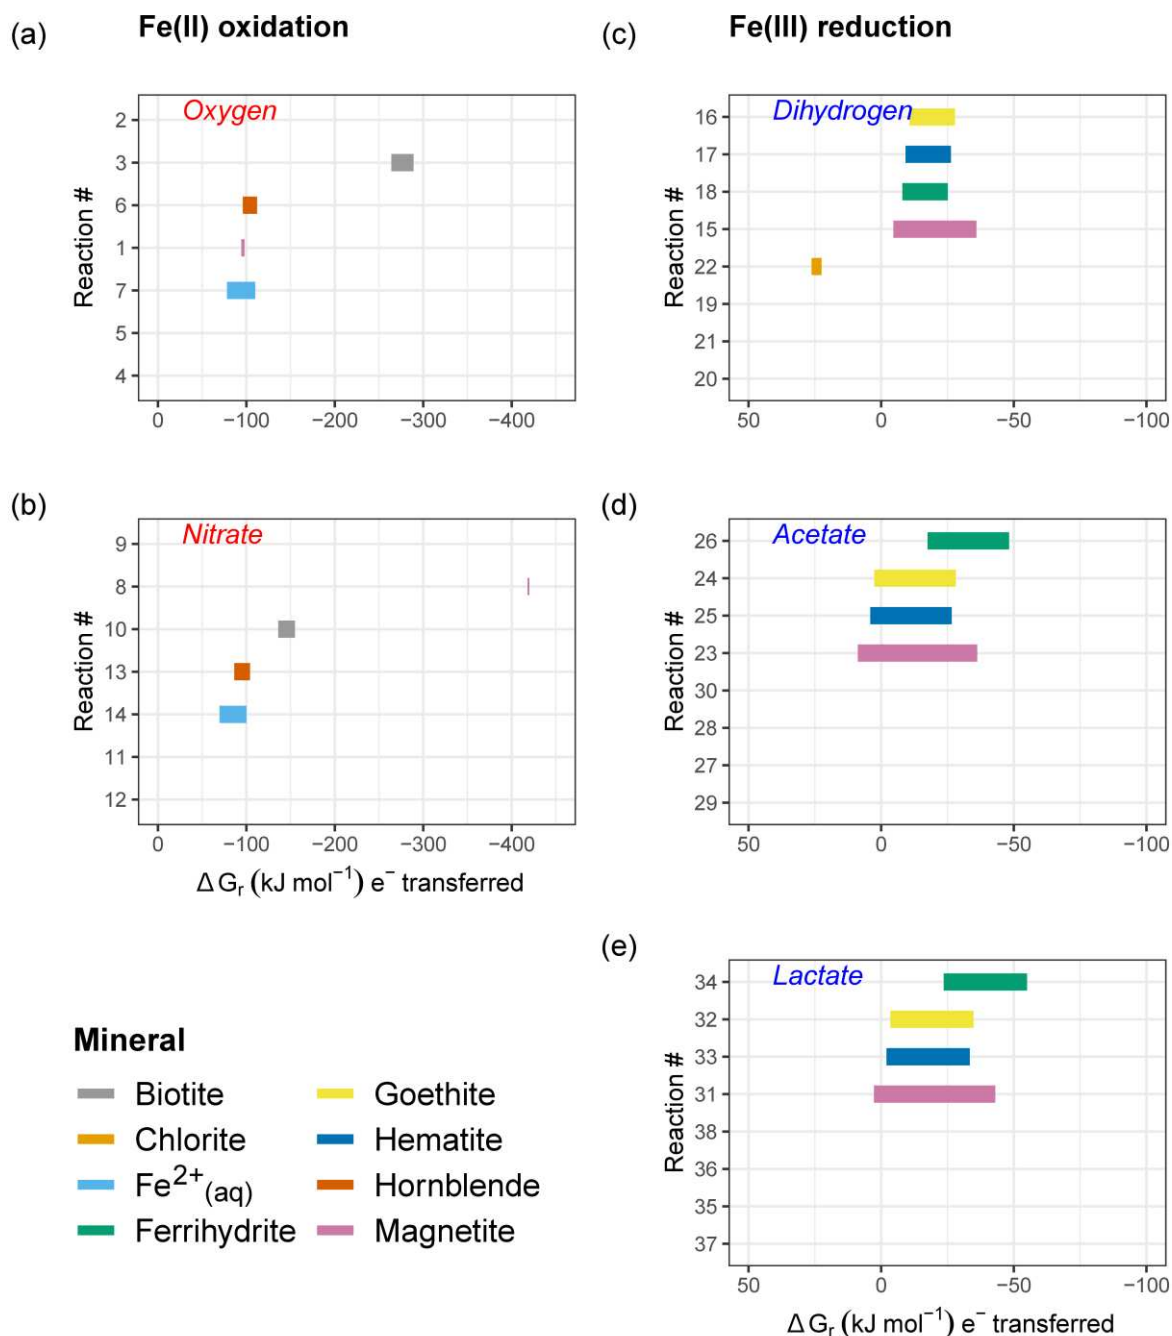 (a) Fe(II) oxidation
Oxygen
Reaction #
2
3
6
1
7
5
4
0 −100 −200 −300 −400
(b)
Nitrate
Reaction #
9
8
10
13
14
11
12
0 −100 −200 −300 −400
Δ Gr (kJ mol−1) e− transferred
Mineral
Biotite
Chlorite
Fe2+(aq)
Ferrihydrite
Goethite
Hematite
Hornblende
Magnetite
(c) Fe(III) reduction
Dihydrogen
Reaction #
16
17
18
15
22
19
21
20
50 0 −50 −100
(d)
Acetate
Reaction #
26
24
25
23
30
28
27
29
50 0 −50 −100
(e)
Lactate
Reaction #
34
32
33
31
38
36
35
37
50 0 −50 −100
Δ Gr (kJ mol−1) e− transferred